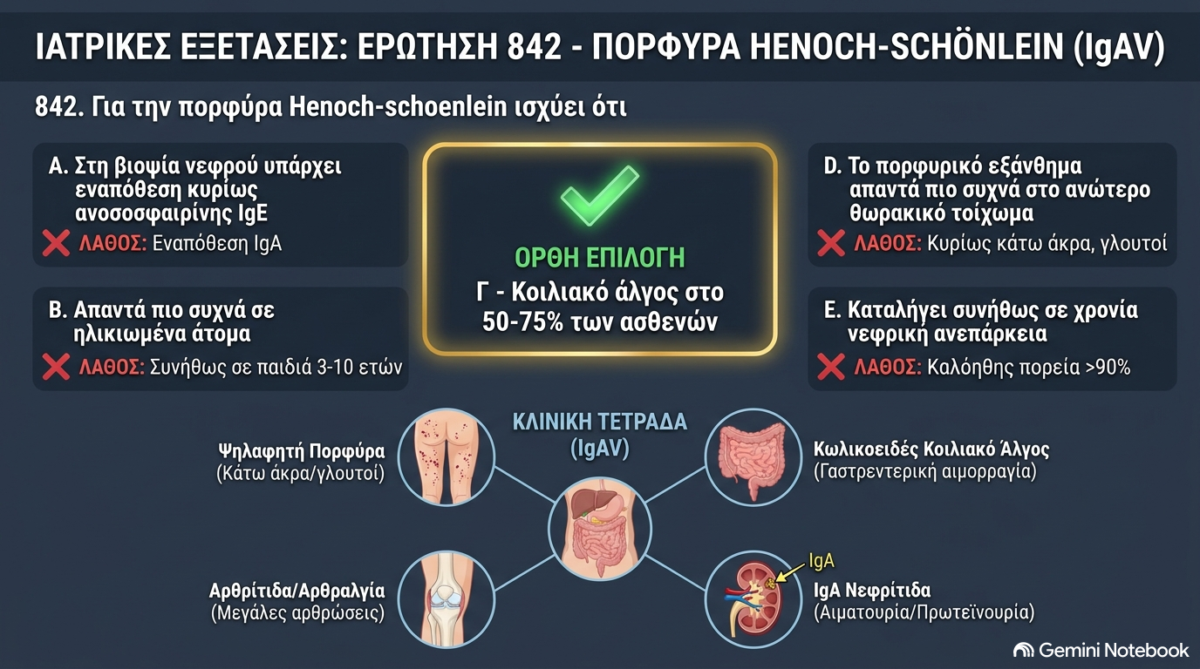 ΙΑΤΡΙΚΕΣ ΕΞΕΤΑΣΕΙΣ: ΕΡΩΤΗΣΗ 842 - ΠΟΡΦΥΡΑ HENOCH-SCHÖNLEIN (IgAV)
842. Για την πορφύρα Henoch-schoenlein ισχύει ότι
A. Στη βιοψία νεφρού υπάρχει
εναπόθεση κυρίως
ανοσοσφαιρίνης IgE
ΛΑΘΟΣ: Εναπόθεση IgA
B. Απαντά πιο συχνά σε
ηλικιωμένα άτομα
ΛΑΘΟΣ: Συνήθως σε παιδιά 3-10 ετών
ΟΡΘΗ ΕΠΙΛΟΓΗ
Γ - Κοιλιακό άλγος στο
50-75% των ασθενών
D. Το πορφυρικό εξάνθημα
απαντά πιο συχνά στο ανώτερο
θωρακικό τοίχωμα
ΛΑΘΟΣ: Κυρίως κάτω άκρα, γλουτοί
E. Καταλήγει συνήθως σε χρονία
νεφρική ανεπάρκεια
ΛΑΘΟΣ: Καλόηθης πορεία >90%
ΚΛΙΝΙΚΗ ΤΕΤΡΑΔΑ
(IgAV)
Ψηλαφητή Πορφύρα
(Κάτω άκρα/γλουτοί)
Κωλικοειδές Κοιλιακό Άλγος
(Γαστρεντερική αιμορραγία)
Αρθρίτιδα/Αρθραλγία
(Μεγάλες αρθρώσεις)
IgA
IgA Νεφρίτιδα
(Αιματουρία/Πρωτεϊνουρία)
Gemini Notebook